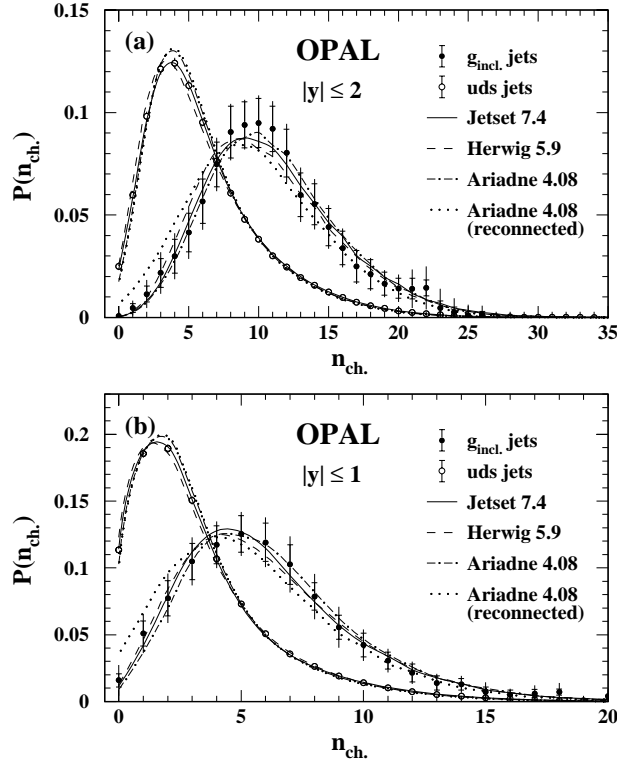 (a)
OPAL
|y| ≤ 2
g_incl. jets
uds jets
Jetset 7.4
Herwig 5.9
Ariadne 4.08
Ariadne 4.08
(reconnected)
P(n_ch.)
0.15
0.1
0.05
0
0 5 10 15 20 25 30 35
n_ch.
(b)
OPAL
|y| ≤ 1
g_incl. jets
uds jets
Jetset 7.4
Herwig 5.9
Ariadne 4.08
Ariadne 4.08
(reconnected)
P(n_ch.)
0.2
0.15
0.1
0.05
0
0 5 10 15 20
n_ch.